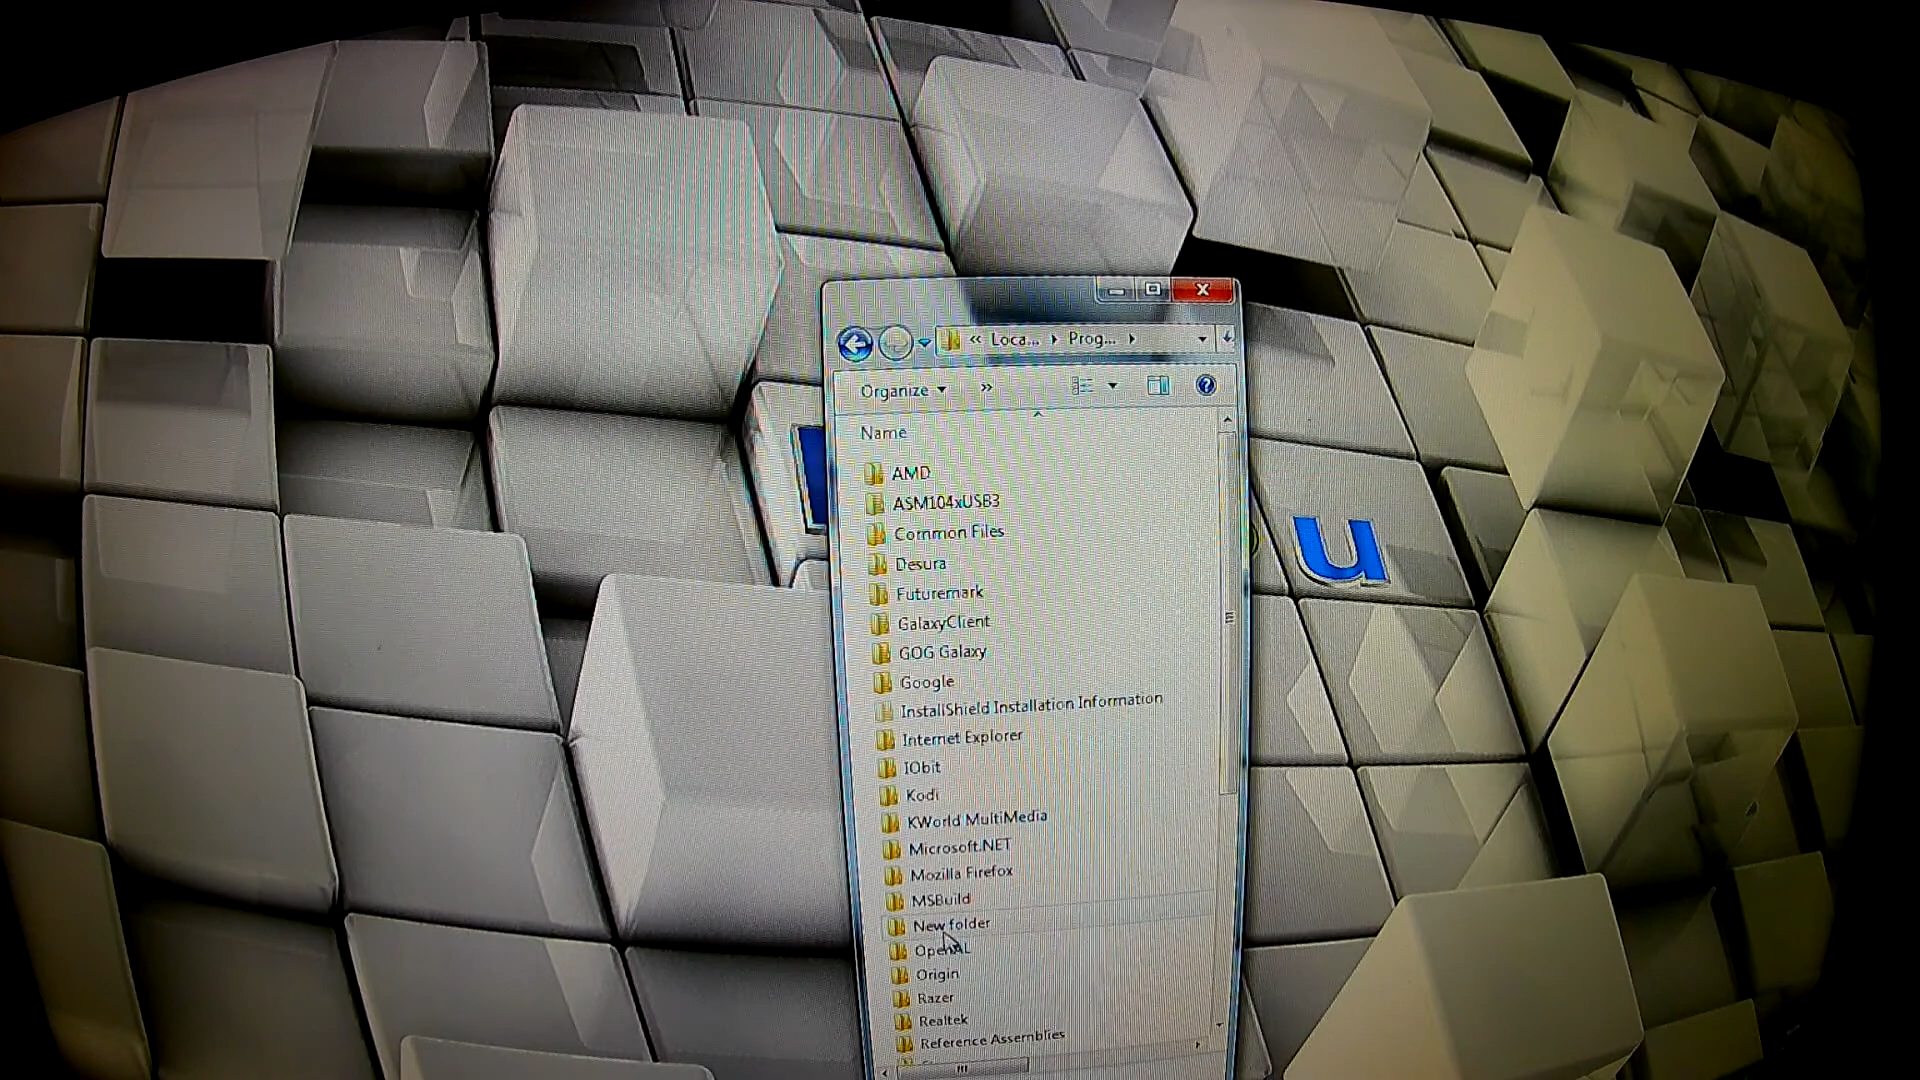 « Loca... Prog...
Organize »
Name
AMD
ASM104xUSB3
Common Files
Desura
Futuremark
GalaxyClient
GOG Galaxy
Google
InstallShield Installation Information
Internet Explorer
IObit
Kodi
KWorld MultiMedia
Microsoft.NET
Mozilla Firefox
MSBuild
New folder
OpenAL
Origin
Razer
Realtek
Reference Assemblies
u